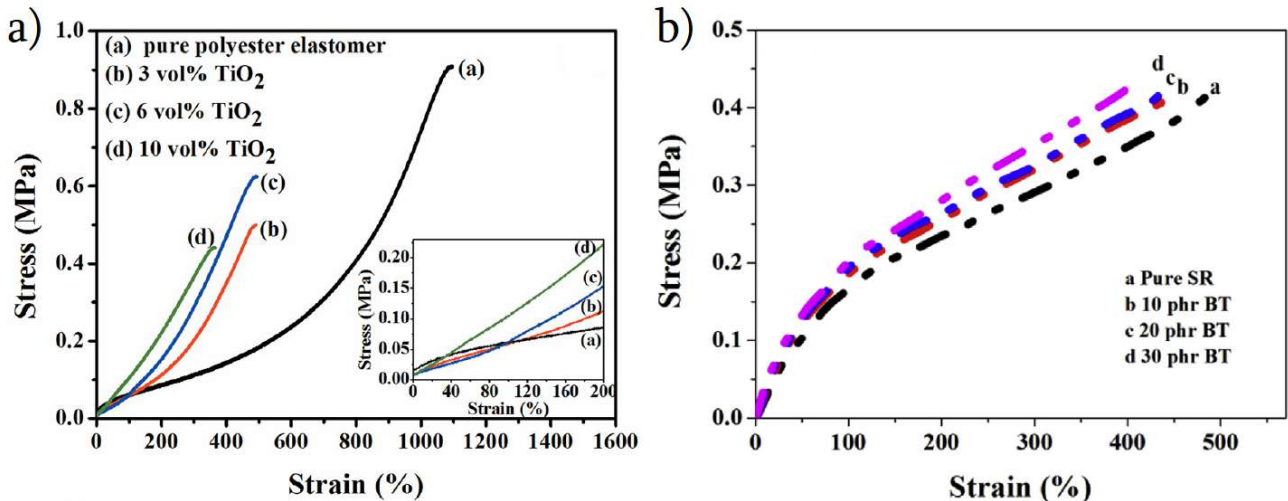 a)
(a) pure polyester elastomer
(b) 3 vol% TiO2
(c) 6 vol% TiO2
(d) 10 vol% TiO2
(a)
(c)
(b)
(d)
Stress (MPa)
1.0
0.8
0.6
0.4
0.2
0.0
0 200 400 600 800 1000 1200 1400 1600
Strain (%)
Stress (MPa)
0.20
0.15
0.10
0.05
0.00
(d)
(c)
(b)
(a)
0 40 80 120 160 200
Strain (%)
b)
Stress (MPa)
0.5
0.4
0.3
0.2
0.1
0.0
d
c
b
a
a Pure SR
b 10 phr BT
c 20 phr BT
d 30 phr BT
0 100 200 300 400 500
Strain (%)